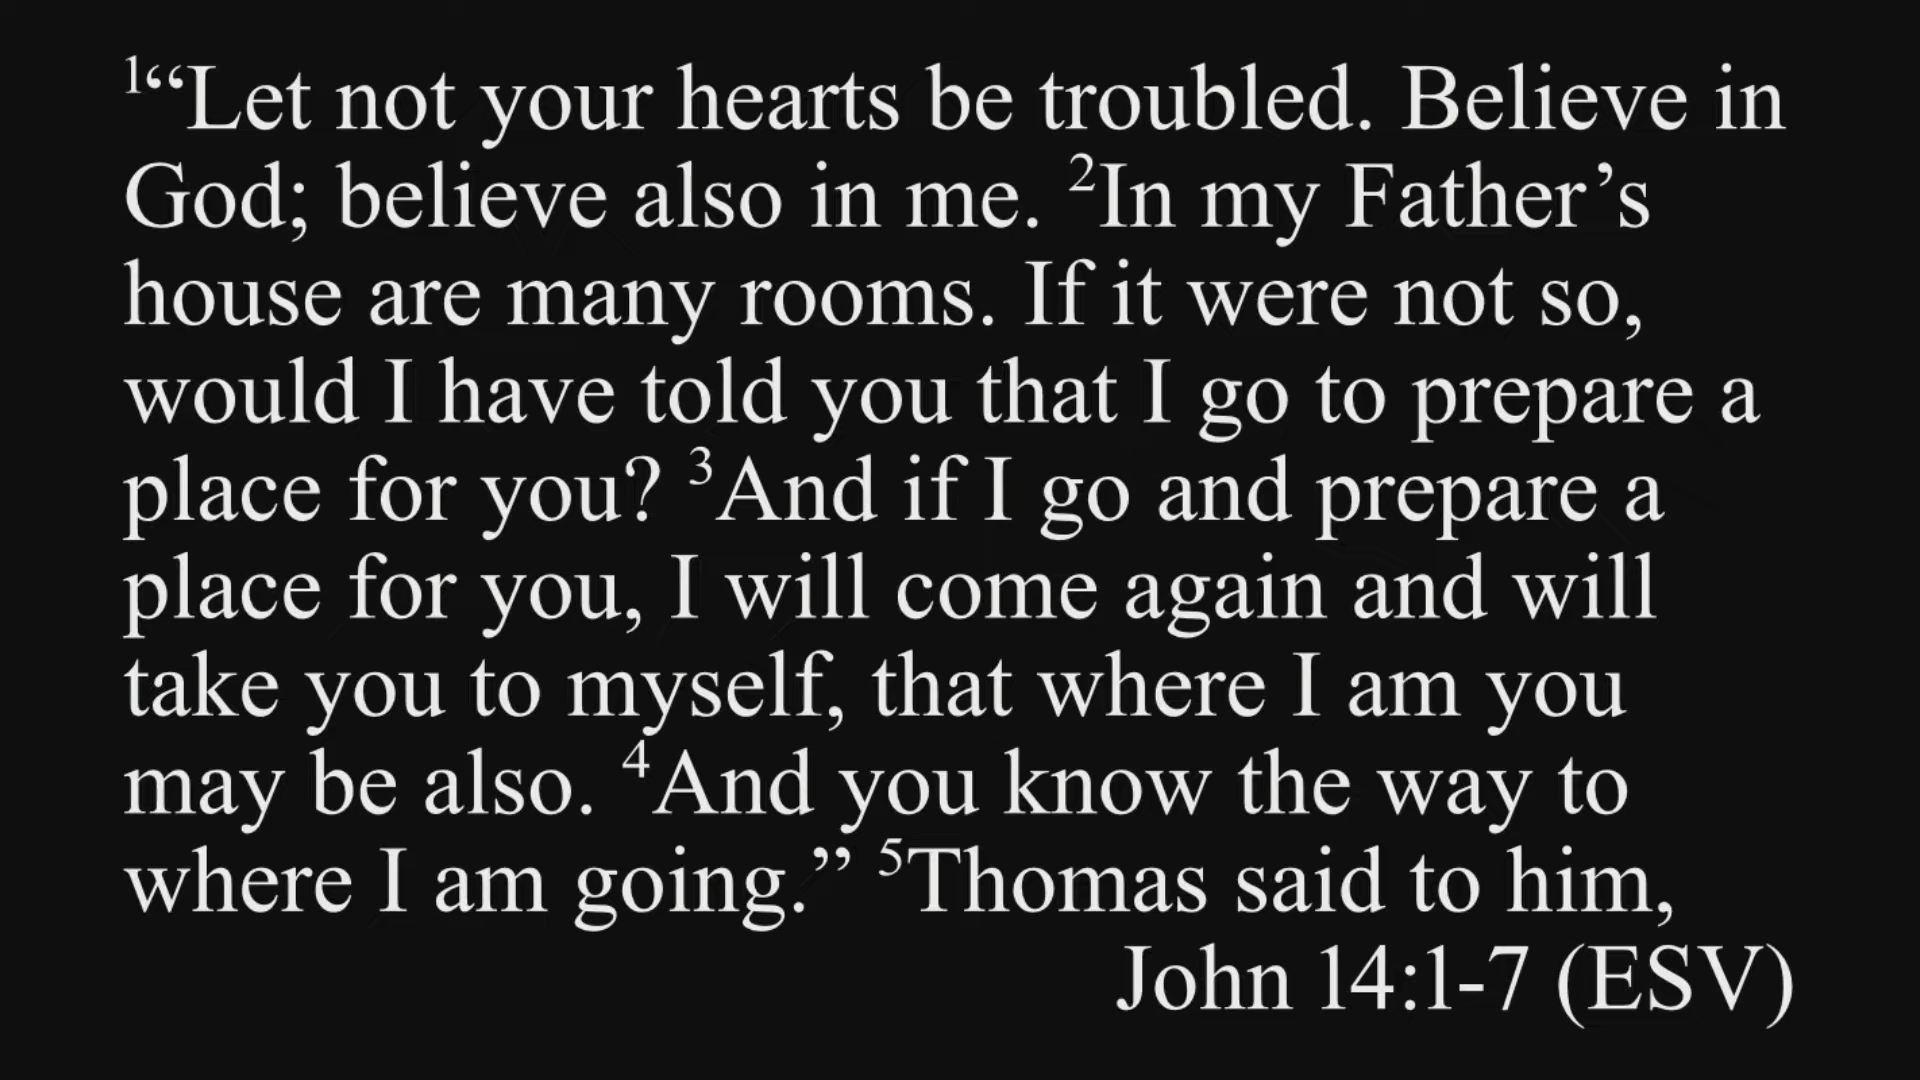 ¹“Let not your hearts be troubled. Believe in
God; believe also in me. ²In my Father’s
house are many rooms. If it were not so,
would I have told you that I go to prepare a
place for you? ³And if I go and prepare a
place for you, I will come again and will
take you to myself, that where I am you
may be also. ⁴And you know the way to
where I am going.” ⁵Thomas said to him,
John 14:1-7 (ESV)